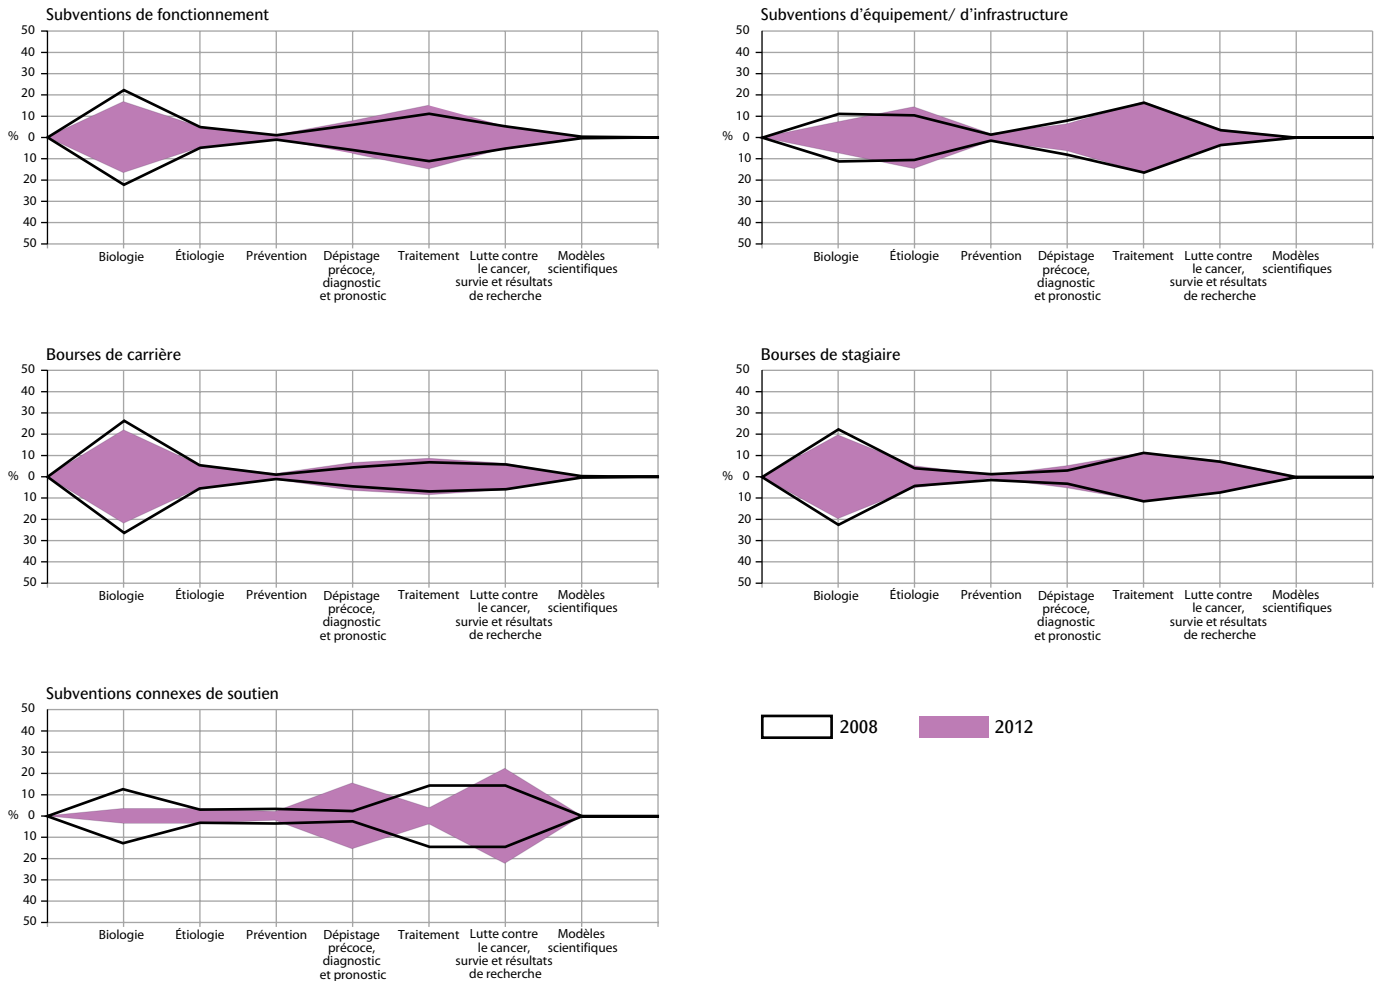 Subventions de fonctionnement
50
40
30
20
10
% 0
10
20
30
40
50
Biologie
Étiologie
Prévention
Dépistage
précoce,
diagnostic
et pronostic
Traitement
Lutte contre
le cancer,
survie et résultats
de recherche
Modèles
scientifiques
Subventions d'équipement/ d'infrastructure
50
40
30
20
10
% 0
10
20
30
40
50
Biologie
Étiologie
Prévention
Dépistage
précoce,
diagnostic
et pronostic
Traitement
Lutte contre
le cancer,
survie et résultats
de recherche
Modèles
scientifiques
Bourses de carrière
50
40
30
20
10
% 0
10
20
30
40
50
Biologie
Étiologie
Prévention
Dépistage
précoce,
diagnostic
et pronostic
Traitement
Lutte contre
le cancer,
survie et résultats
de recherche
Modèles
scientifiques
Bourses de stagiaire
50
40
30
20
10
% 0
10
20
30
40
50
Biologie
Étiologie
Prévention
Dépistage
précoce,
diagnostic
et pronostic
Traitement
Lutte contre
le cancer,
survie et résultats
de recherche
Modèles
scientifiques
Subventions connexes de soutien
50
40
30
20
10
% 0
10
20
30
40
50
Biologie
Étiologie
Prévention
Dépistage
précoce,
diagnostic
et pronostic
Traitement
Lutte contre
le cancer,
survie et résultats
de recherche
Modèles
scientifiques
2008
2012